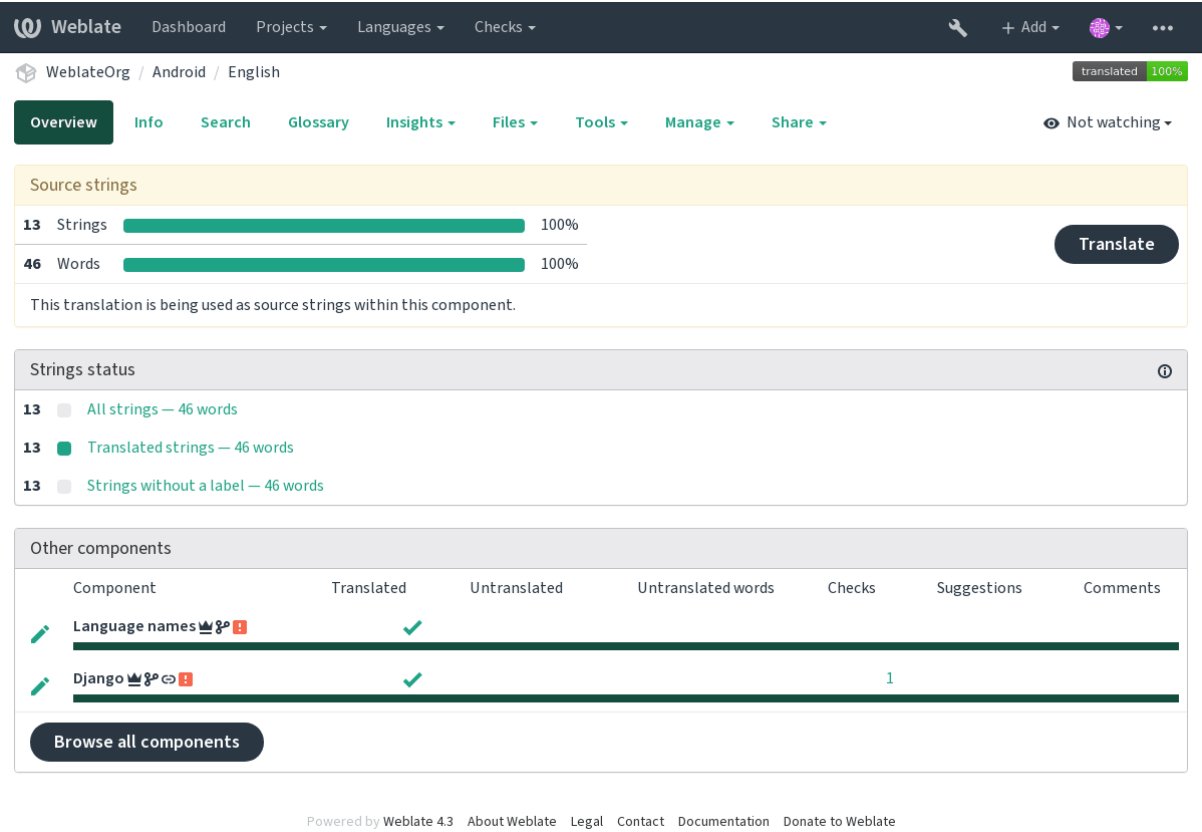 Weblate Dashboard Projects Languages Checks + Add
WeblateOrg / Android / English translated 100%
Overview Info Search Glossary Insights Files Tools Manage Share Not watching
Source strings
13 Strings 100%
46 Words 100%
Translate
This translation is being used as source strings within this component.
Strings status
13 All strings — 46 words
13 Translated strings — 46 words
13 Strings without a label — 46 words
Other components
Component Translated Untranslated Untranslated words Checks Suggestions Comments
Language names
Django 1
Browse all components
Powered by Weblate 4.3 About Weblate Legal Contact Documentation Donate to Weblate